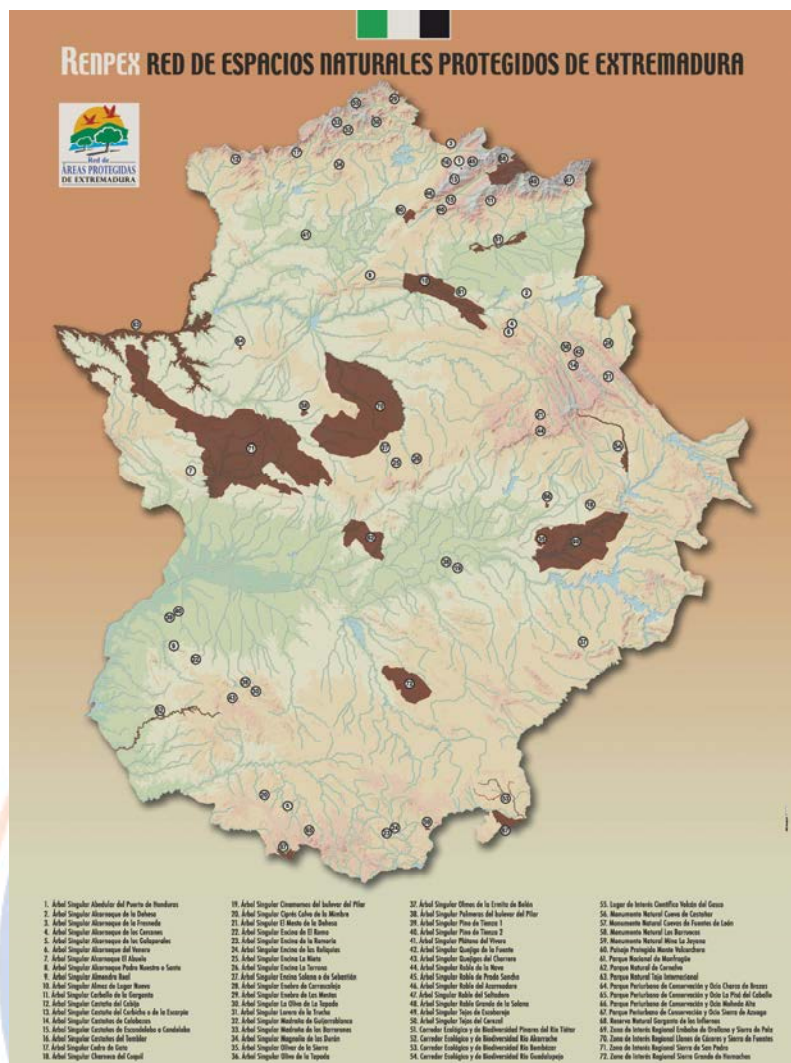 RENPEX RED DE ESPACIOS NATURALES PROTEGIDOS DE EXTREMADURA
Red de
ÁREAS PROTEGIDAS
DE EXTREMADURA
1. Árbol Singular Abedular del Puerto de Honduras
2. Árbol Singular Alcornoque de la Dehesa
3. Árbol Singular Alcornoque de la Fresneda
4. Árbol Singular Alcornoque de los Cercones
5. Árbol Singular Alcornoque de los Galaperales
6. Árbol Singular Alcornoque del Venero
7. Árbol Singular Alcornoque El Abuelo
8. Árbol Singular Alcornoque Padre Santo
9. Árbol Singular Almendro Real
10. Árbol Singular Almez de Lugar Nuevo
11. Árbol Singular Carballo de la Garganta
12. Árbol Singular Castaño del Corbiche o de la Escarpia
14. Árbol Singular Castaños de Calabazas
15. Árbol Singular Castaños de
16. Árbol Singular Castaños del Temblar
17. Árbol Singular Cedro de Gata
18. Árbol Singular Charneca del Caquil
19. Árbol Singular Cinamomos del bulevar del Pilar
20. Árbol Singular Ciprés Calvo de la Mimbre
21. Árbol Singular El Mesto de la Dehesa
22. Árbol Singular Encina de El Romo
23. Árbol Singular Encina de
24. Árbol Singular Encina de las Reliquias
25. Árbol Singular Encina La Nieta
26. Árbol Singular Encina La Terrona
27. Árbol Singular Encina Solana o de Sebastián
28. Árbol Singular Enebro de Carrascalejo
29. Árbol Singular Enebro de Las Mestas
30. Árbol Singular La Oliva de La Tapada
31. Árbol Singular Lorera de la Trucha
32. Árbol Singular Madroña de Guijarroblanco
33. Árbol Singular Madroña de
34. Árbol Singular Magnolio de los Durán
35. Árbol Singular Olivar de la Sierra
36. Árbol Singular Olivo de la Tapada
37. Árbol Singular Olmos de la Ermita de Belén
38. Árbol Singular Palmeras del bulevar del Pilar
39. Árbol Singular Pino de Tienza 1
40. Árbol Singular Pino de Tienza 2
41. Árbol Singular Plátano del Vivero
42. Árbol Singular Quejigo de la Fuente
43. Árbol Singular Quejigo del Chorrero
44. Árbol Singular Roble de la Nava
45. Árbol Singular Roble de Prado Sancho
46. Árbol Singular Roble del Acarreadero
47. Árbol Singular Roble del Saltadero
48. Árbol Singular Roble Grande de la Solana
49. Árbol Singular Tejos de Escobarejo
50. Árbol Singular Tejos del Cerezal
51. Corredor Ecológico y de Biodiversidad Pinares del Río Tiétar
52. Corredor Ecológico y de Biodiversidad Río Alcarrache
53. Corredor Ecológico y de Biodiversidad Río Bembézar
54. Corredor Ecológico y de Biodiversidad Río Guadalupejo
55. Lugar de Interés Científico Volcán del Gasco
56. Monumento Natural Cueva de Castañar
57. Monumento Natural Cuevas de Fuentes de León
58. Monumento Natural Los Barruecos
59. Monumento Natural Mina La Jayona
60. Paisaje Protegido Monte Valcorchero
61. Parque Nacional de Monfragüe
62. Parque Natural de Cornalvo
63. Parque Natural Tajo Internacional
64. Parque Periurbano de Conservación y Ocio Charca de Brozas
65. Parque Periurbano de Conservación y Ocio La Pisá del Caballo
66. Parque Periurbano de Conservación y Ocio Moheda Alta
67. Parque Periurbano de Conservación y Ocio Sierra de Azuaga
68. Reserva Natural Garganta de los Infiernos
69. Zona de Interés Regional Embalse de Orellana y Sierra de Pela
70. Zona de Interés Regional Llanos de Cáceres y Sierra de Fuentes
71. Zona de Interés Regional Sierra de San Pedro
72. Zona de Interés Regional Sierra Grande de Hornachos